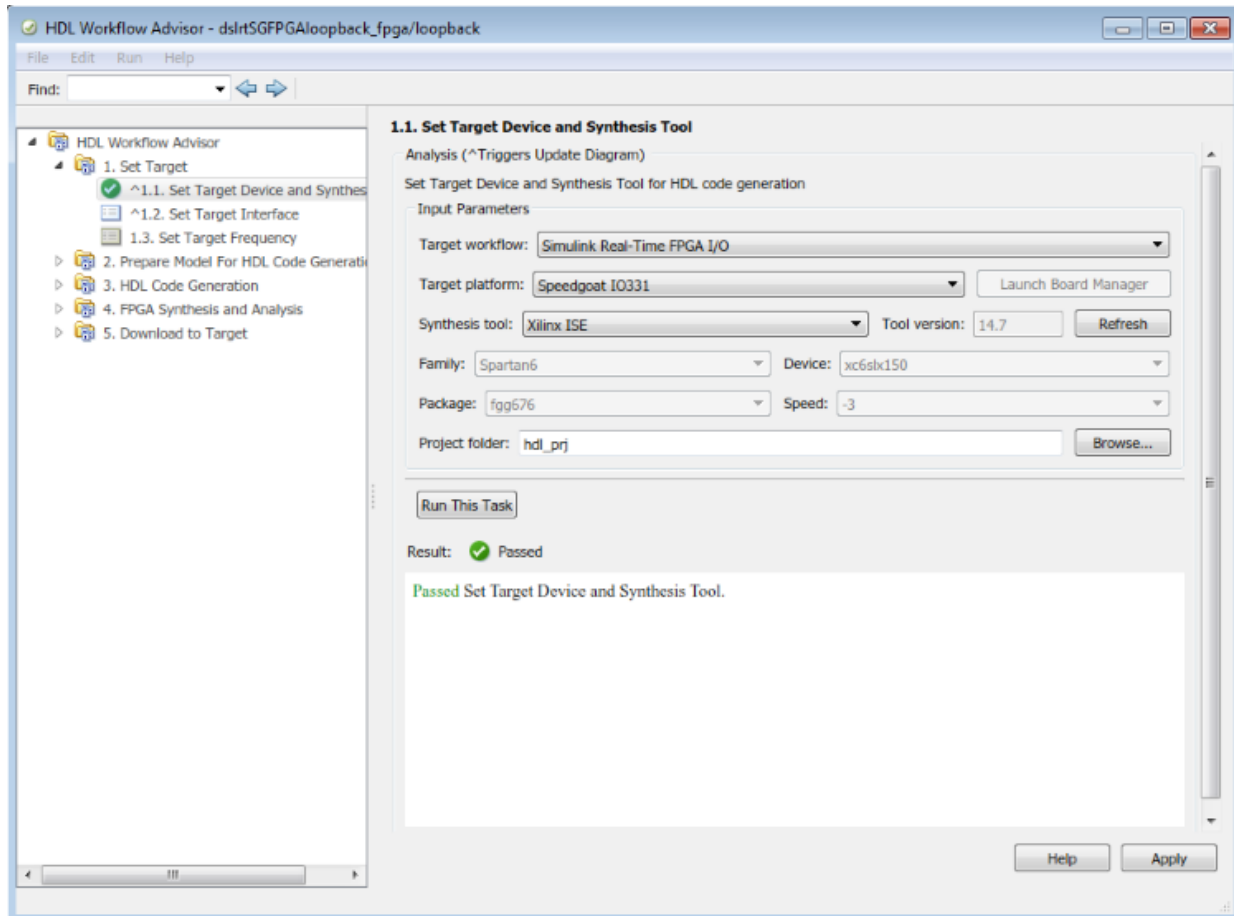 HDL Workflow Advisor - dslrtSGFPGAloopback_fpga/loopback
File Edit Run Help
Find:
HDL Workflow Advisor
1. Set Target
^1.1. Set Target Device and Synthes
^1.2. Set Target Interface
1.3. Set Target Frequency
2. Prepare Model For HDL Code Generati
3. HDL Code Generation
4. FPGA Synthesis and Analysis
5. Download to Target
1.1. Set Target Device and Synthesis Tool
Analysis (^Triggers Update Diagram)
Set Target Device and Synthesis Tool for HDL code generation
Input Parameters
Target workflow: Simulink Real-Time FPGA I/O
Target platform: Speedgoat IO331 Launch Board Manager
Synthesis tool: Xilinx ISE Tool version: 14.7 Refresh
Family: Spartan6 Device: xc6slx150
Package: fgg676 Speed: -3
Project folder: hdl_prj Browse...
Run This Task
Result: Passed
Passed Set Target Device and Synthesis Tool.
Help Apply